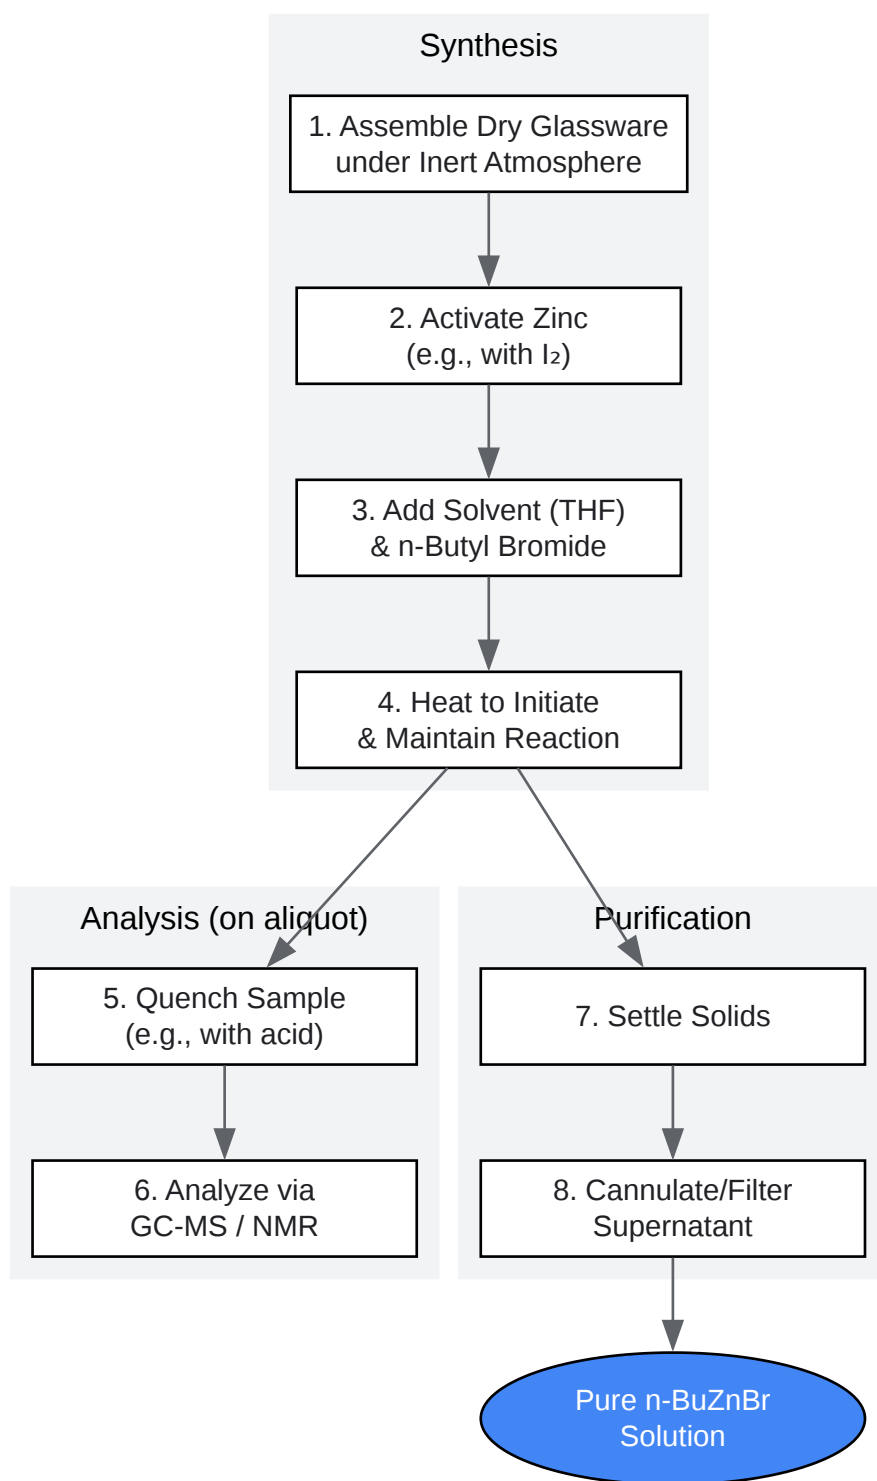 Synthesis
1. Assemble Dry Glassware
under Inert Atmosphere
2. Activate Zinc
(e.g., with I₂)
3. Add Solvent (THF)
& n-Butyl Bromide
4. Heat to Initiate
& Maintain Reaction
Analysis (on aliquot)
5. Quench Sample
(e.g., with acid)
6. Analyze via
GC-MS / NMR
Purification
7. Settle Solids
8. Cannulate/Filter
Supernatant
Pure n-BuZnBr
Solution